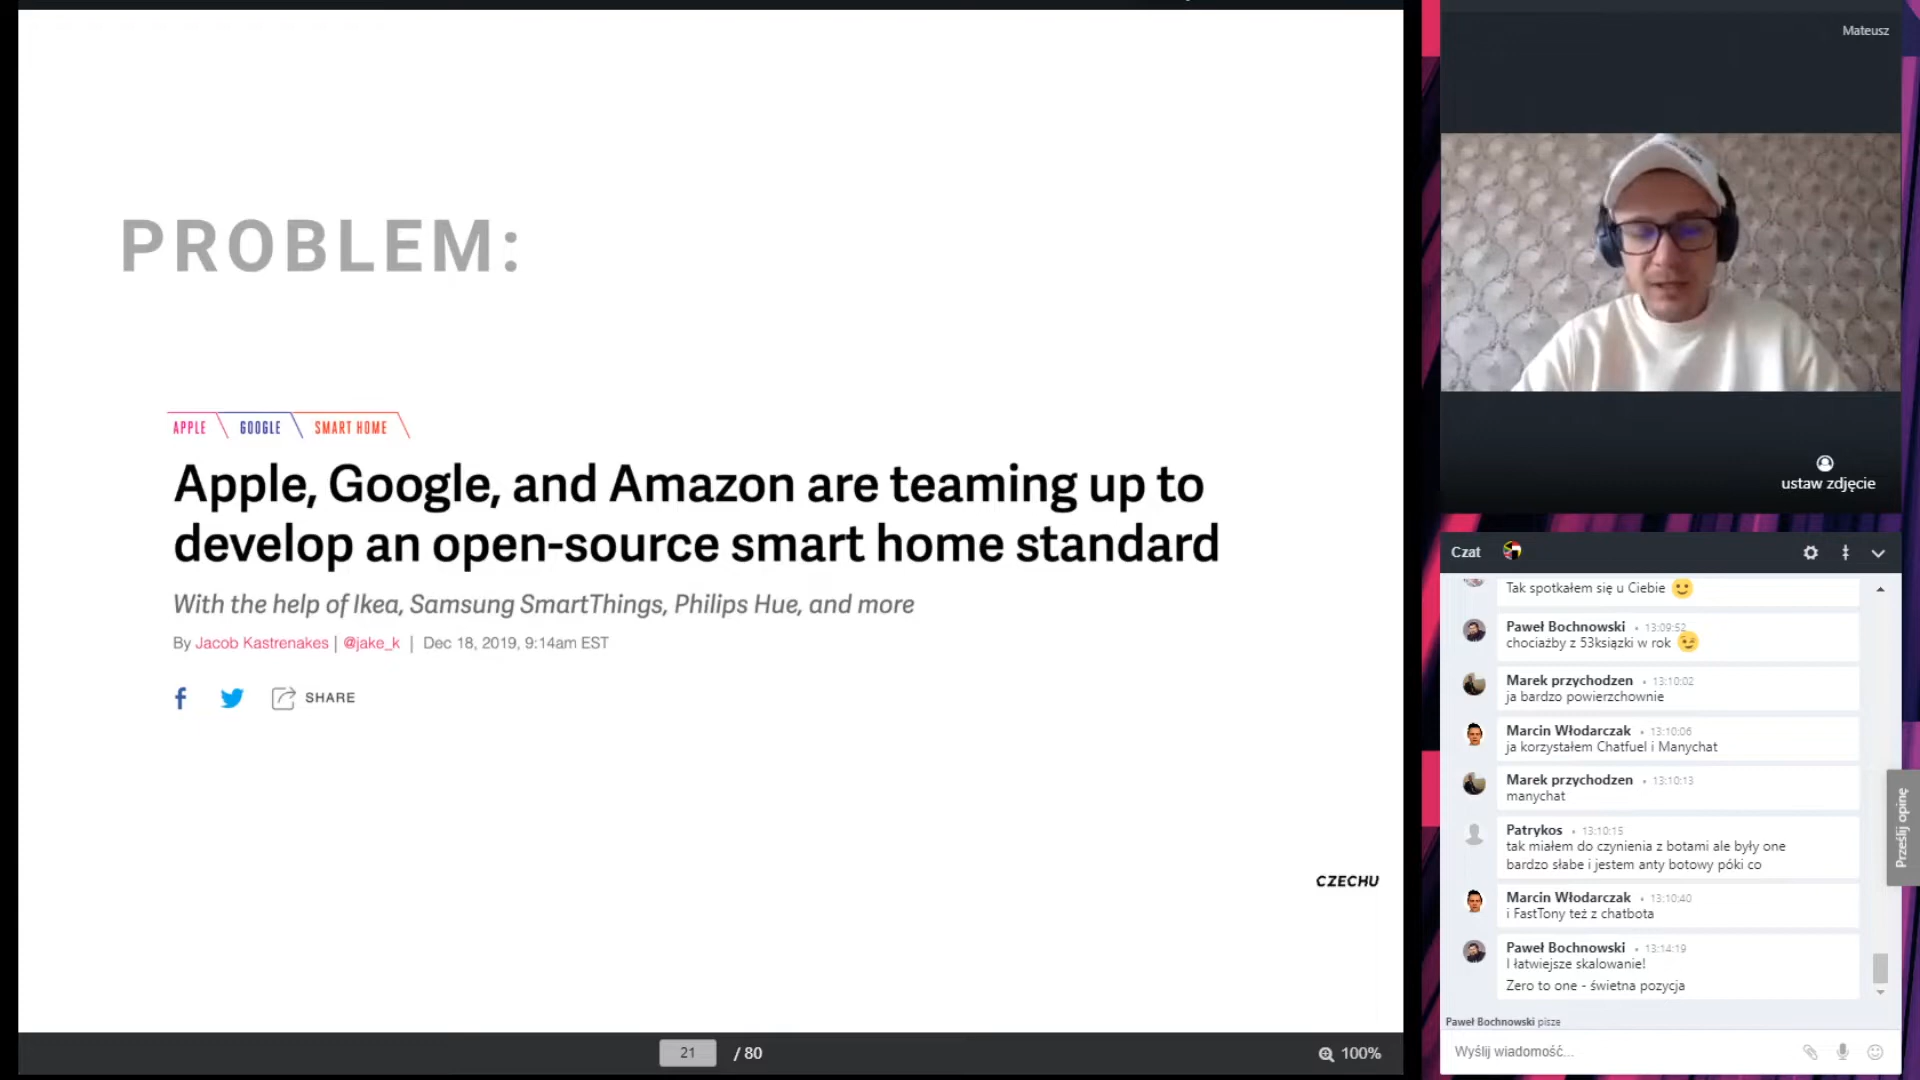 PROBLEM:
APPLE
GOOGLE
SMART HOME
Apple, Google, and Amazon are teaming up to
develop an open-source smart home standard
With the help of Ikea, Samsung SmartThings, Philips Hue, and more
By Jacob Kastrenakes | @jake_k | Dec 18, 2019, 9:14am EST
SHARE
CZECHU
21 / 80
100%
Mateusz
ustaw zdjęcie
Czat
Tak spotkałem się u Ciebie
Paweł Bochnowski • 13:09:52
chociażby z 53książki w rok
Marek przychodzen • 13:10:02
ja bardzo powierzchownie
Marcin Włodarczak • 13:10:06
ja korzystałem Chatfuel i Manychat
Marek przychodzen • 13:10:13
manychat
Patrykos • 13:10:15
tak miałem do czynienia z botami ale były one
bardzo słabe i jestem anty botowy póki co
Marcin Włodarczak • 13:10:40
i FastTony też z chatbota
Paweł Bochnowski • 13:14:19
I łatwiejsze skalowanie!
Zero to one - świetna pozycja
Paweł Bochnowski pisze
Wyślij wiadomość...
Prześlij opinę